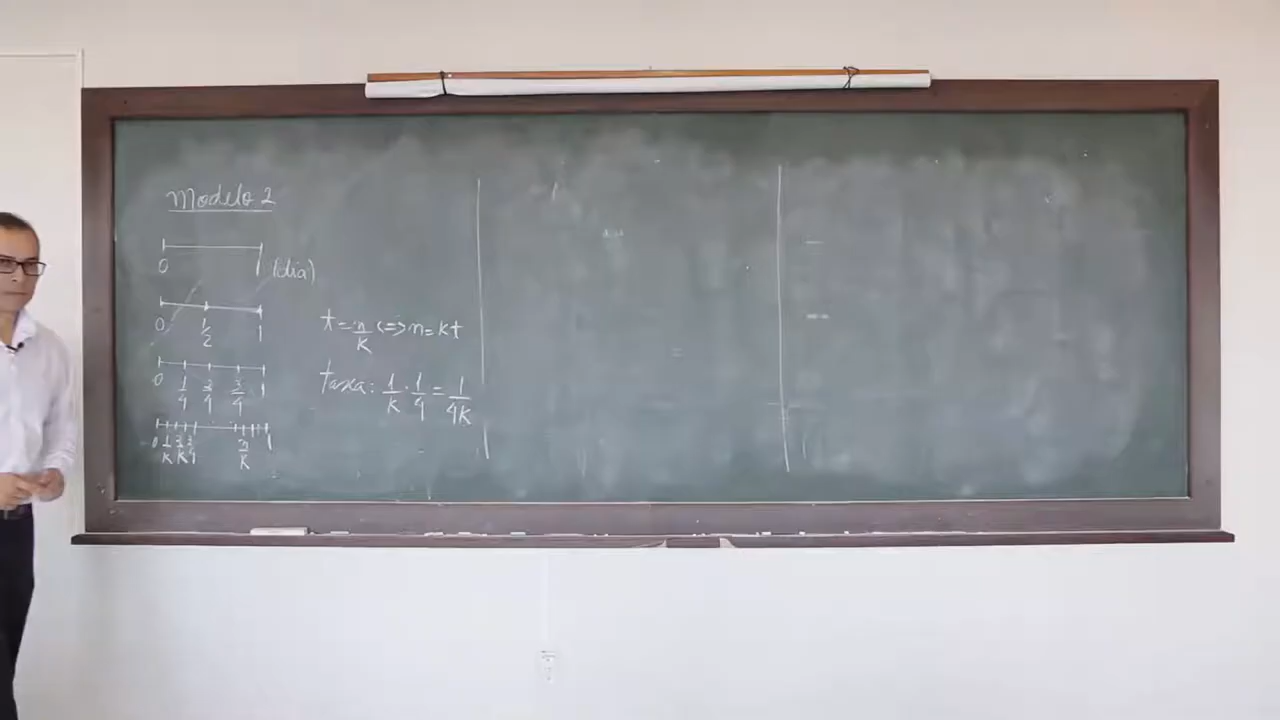 Modelo 2
0 1 (dia)
0 1/2 1
t = n/K <=> n = Kt
0 1/4 2/4 3/4 1
taxa: 1/K · 1/4 = 1/4K
0 1/K 2/K n/K 1